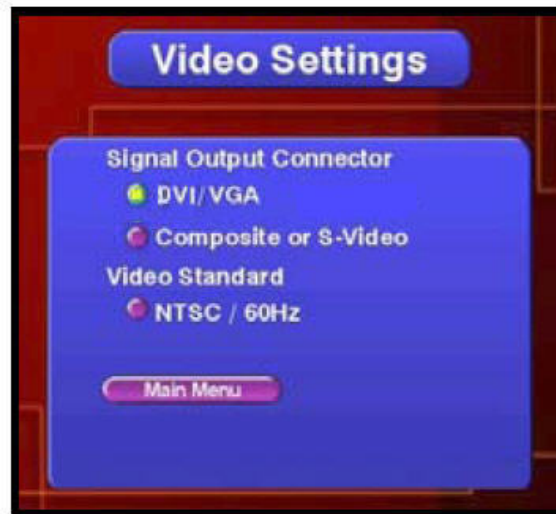 Video Settings
Signal Output Connector
DVI/VGA
Composite or S-Video
Video Standard
NTSC / 60Hz
Main Menu